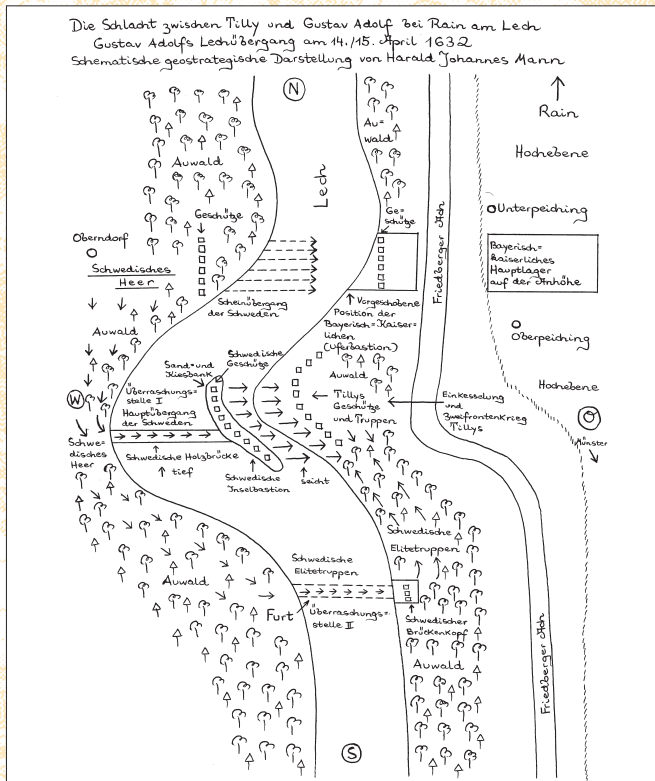 Die Schlacht zwischen Tilly und Gustav Adolf bei Rain am Lech
Gustav Adolfs Lechübergang am 14./15. April 1632
Schematische geostrategische Darstellung von Harald Johannes Mann
N
Rain
Au=
wald
Hochebene
Auwald
Lech
Geschütze
Ge=
schütze
Friedberger Ach
Unterpeiching
Oberndorf
Schwedisches
Heer
Bayerisch=
Kaiserliches
Hauptlager
auf der Anhöhe
Scheinübergang
der Schweden
Vorgeschobene
Position der
Bayerisch=Kaiser=
lichen
(Uferbastion)
Oberpeiching
Auwald
Sand= und
Kiesbank
Schwedische
Geschütze
Auwald
Hochebene
W
Überraschungs=
stelle I
Hauptübergang
der Schweden
Tillys
Geschütze
und Truppen
Einkesselung
und
Zweifrontenkrieg
Tillys
O
Münster
Schwe=
disches
Heer
Schwedische Holzbrücke
tief
Schwedische
Inselbastion
seicht
Schwedische
Elitetruppen
Schwedische
Elitetruppen
Auwald
Furt
Überraschungs=
stelle II
Schwedischer
Brückenkopf
Auwald
Friedberger Ach
S